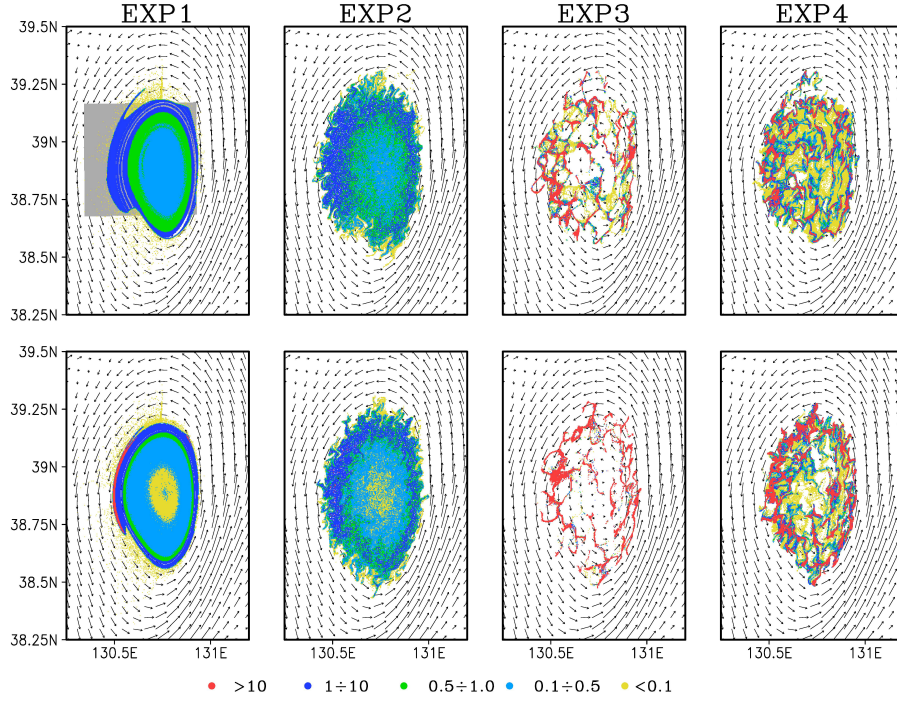 EXP1 EXP2 EXP3 EXP4
39.5N
39.25N
39N
38.75N
38.5N
38.25N
39.5N
39.25N
39N
38.75N
38.5N
38.25N
130.5E 131E 130.5E 131E 130.5E 131E 130.5E 131E
>10 1÷10 0.5÷1.0 0.1÷0.5 <0.1